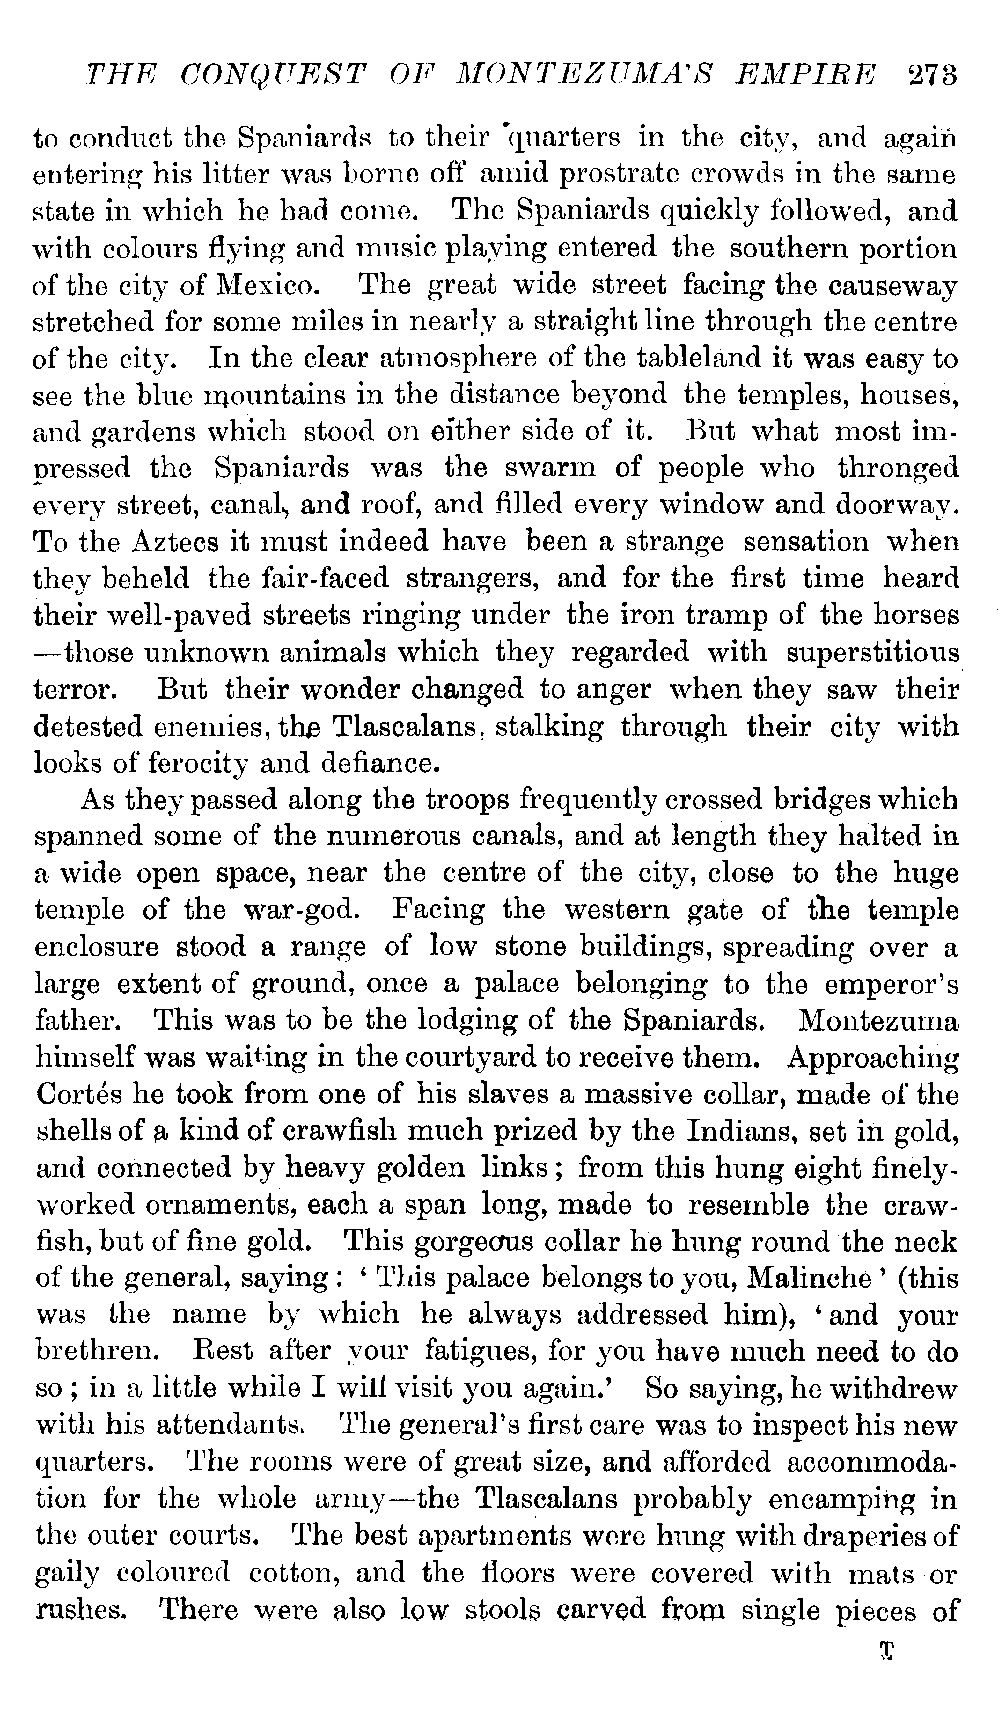 THE CONQUEST OF MONTEZUMA'S EMPIRE 273
to conduct the Spaniards to their quarters in the city, and again
entering his litter was borne off amid prostrate crowds in the same
state in which he had come. The Spaniards quickly followed, and
with colours flying and music playing entered the southern portion
of the city of Mexico. The great wide street facing the causeway
stretched for some miles in nearly a straight line through the centre
of the city. In the clear atmosphere of the tableland it was easy to
see the blue mountains in the distance beyond the temples, houses,
and gardens which stood on either side of it. But what most im-
pressed the Spaniards was the swarm of people who thronged
every street, canal, and roof, and filled every window and doorway.
To the Aztecs it must indeed have been a strange sensation when
they beheld the fair-faced strangers, and for the first time heard
their well-paved streets ringing under the iron tramp of the horses
—those unknown animals which they regarded with superstitious
terror. But their wonder changed to anger when they saw their
detested enemies, the Tlascalans, stalking through their city with
looks of ferocity and defiance.
As they passed along the troops frequently crossed bridges which
spanned some of the numerous canals, and at length they halted in
a wide open space, near the centre of the city, close to the huge
temple of the war-god. Facing the western gate of the temple
enclosure stood a range of low stone buildings, spreading over a
large extent of ground, once a palace belonging to the emperor's
father. This was to be the lodging of the Spaniards. Montezuma
himself was waiting in the courtyard to receive them. Approaching
Cortés he took from one of his slaves a massive collar, made of the
shells of a kind of crawfish much prized by the Indians, set in gold,
and connected by heavy golden links; from this hung eight finely-
worked ornaments, each a span long, made to resemble the craw-
fish, but of fine gold. This gorgeous collar he hung round the neck
of the general, saying: ‘This palace belongs to you, Malinche’ (this
was the name by which he always addressed him), ‘and your
brethren. Rest after your fatigues, for you have much need to do
so; in a little while I will visit you again.’ So saying, he withdrew
with his attendants. The general's first care was to inspect his new
quarters. The rooms were of great size, and afforded accommoda-
tion for the whole army—the Tlascalans probably encamping in
the outer courts. The best apartments were hung with draperies of
gaily coloured cotton, and the floors were covered with mats or
rushes. There were also low stools carved from single pieces of
T